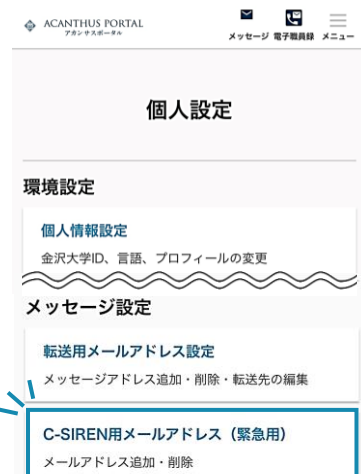 ACANTHUS PORTAL
アカンサスポータル
メッセージ 電子職員録 メニュー
個人設定
環境設定
個人情報設定
金沢大学ID、言語、プロフィールの変更
メッセージ設定
転送用メールアドレス設定
メッセージアドレス追加・削除・転送先の編集
C-SIREN用メールアドレス（緊急用）
メールアドレス追加・削除